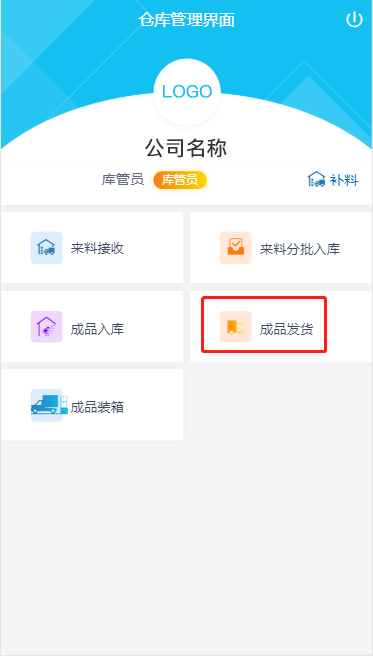 仓库管理界面
LOGO
公司名称
库管员 库管员 补料
来料接收 来料分批入库
成品入库 成品发货
成品装箱